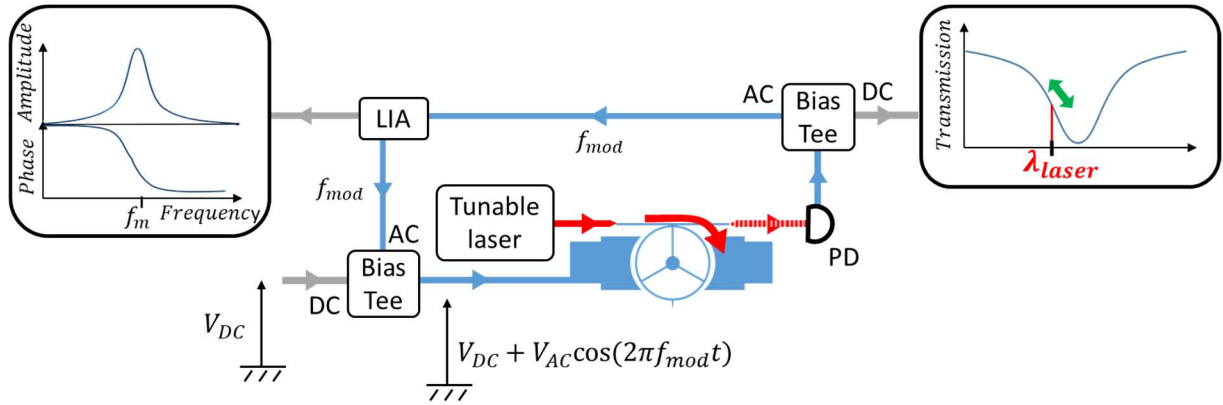 Amplitude
Phase
f_m
Frequency
LIA
f_mod
f_mod
AC
Bias
Tee
DC
Transmission
λ_laser
Tunable
laser
PD
AC
Bias
Tee
DC
V_DC
V_DC + V_AC cos(2πf_mod t)